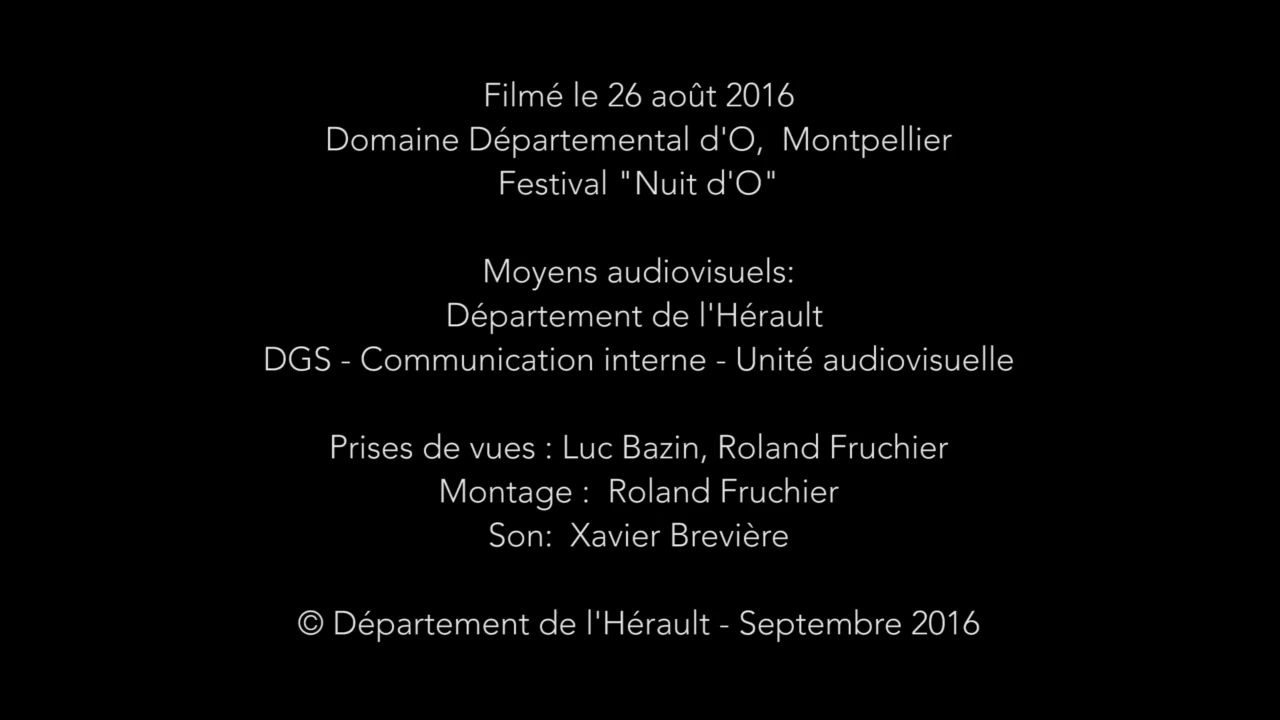 Filmé le 26 août 2016
Domaine Départemental d'O,  Montpellier
Festival "Nuit d'O"
Moyens audiovisuels:
Département de l'Hérault
DGS - Communication interne - Unité audiovisuelle
Prises de vues : Luc Bazin, Roland Fruchier
Montage :  Roland Fruchier
Son:  Xavier Brevière
© Département de l'Hérault - Septembre 2016